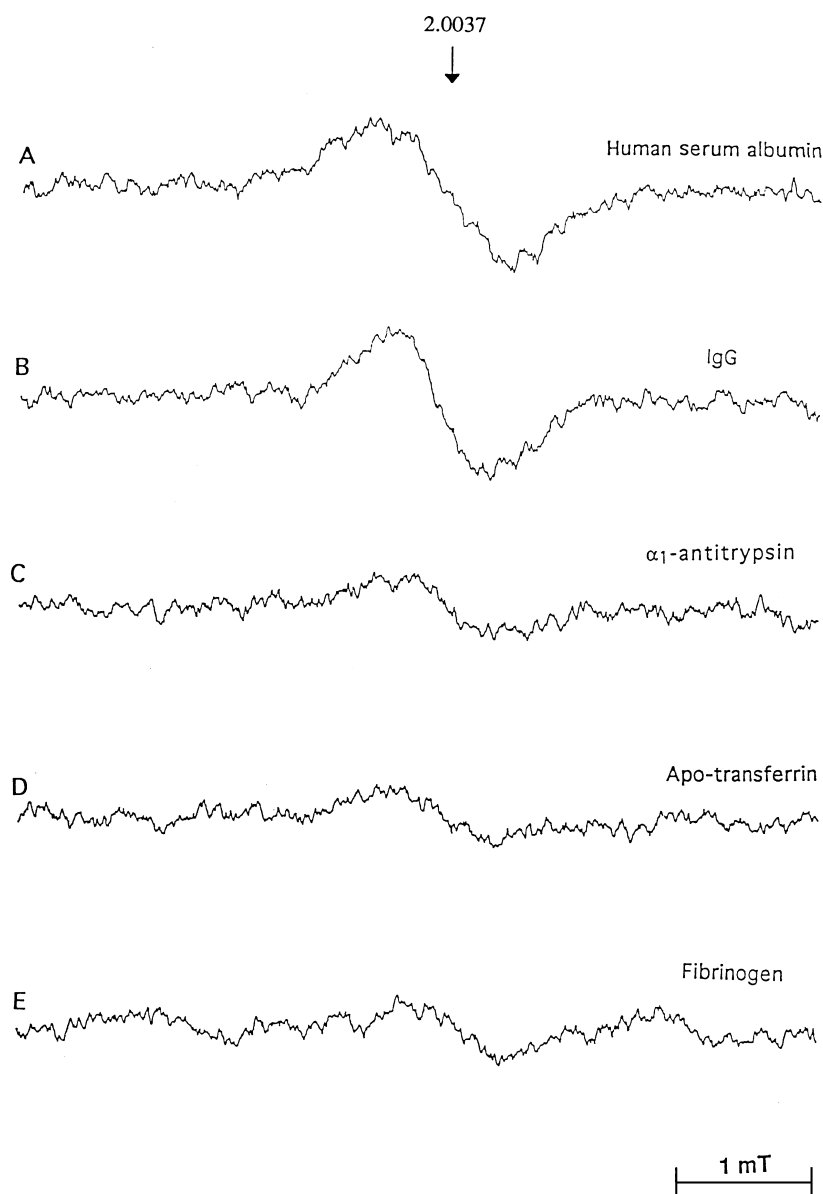 2.0037
A
Human serum albumin
B
IgG
C
α1-antitrypsin
D
Apo-transferrin
E
Fibrinogen
1 mT